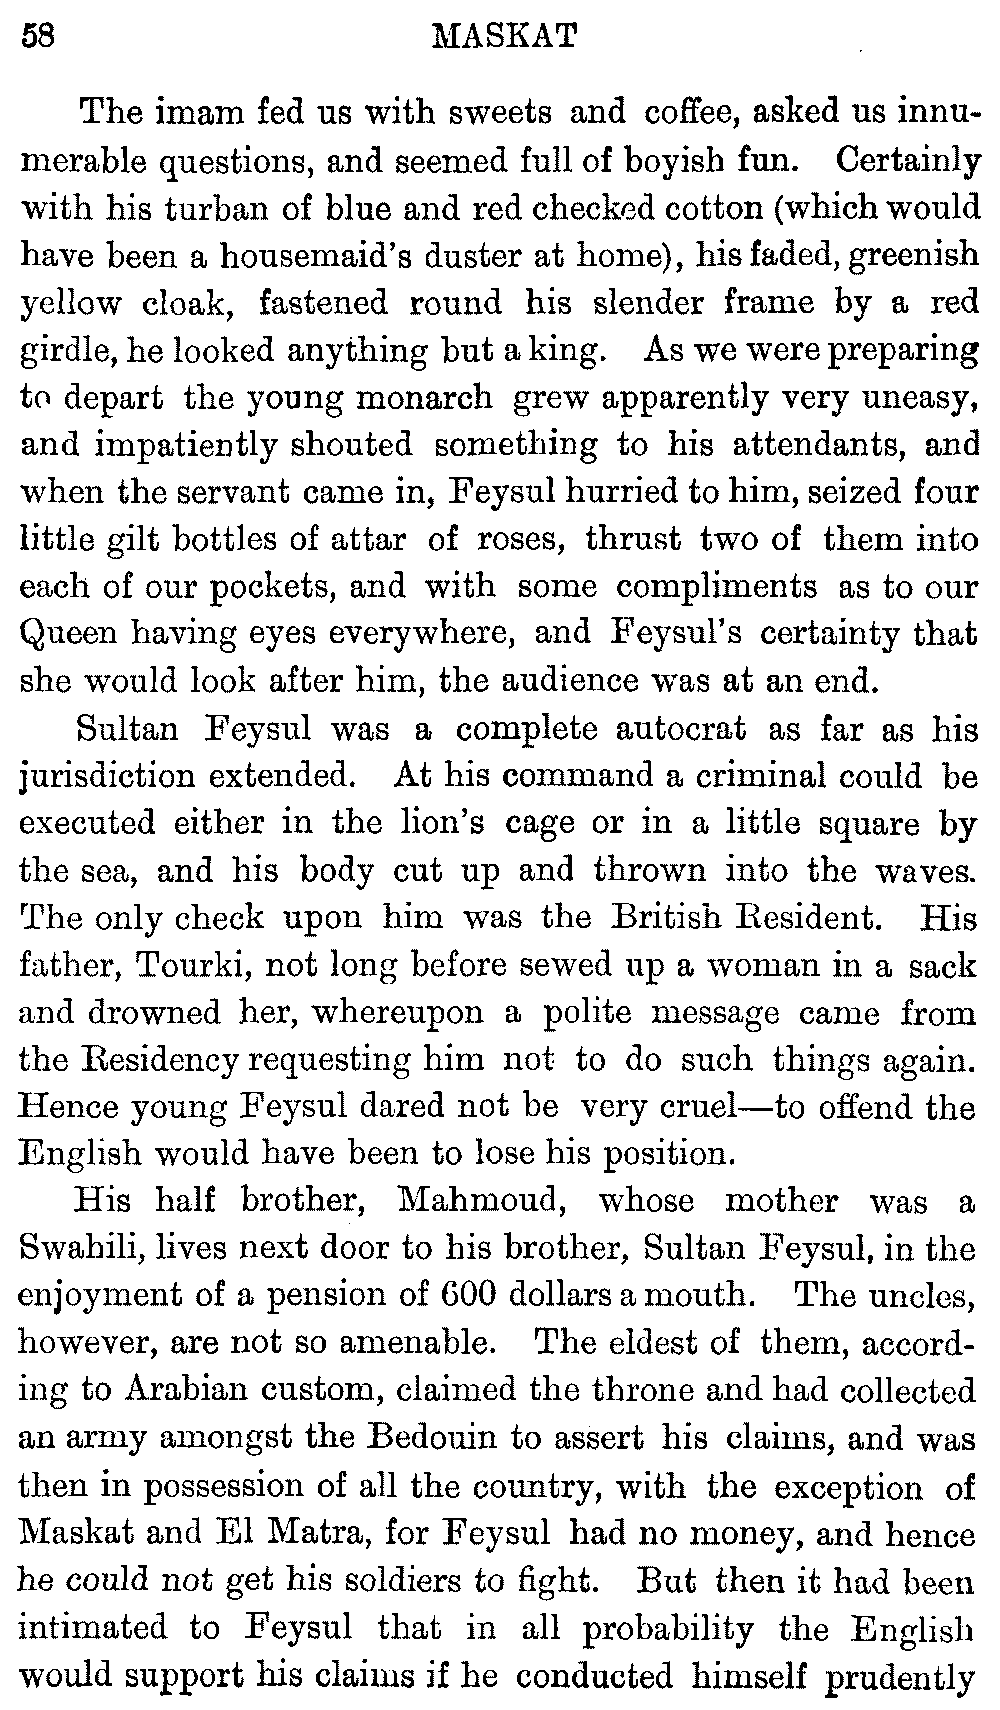 58 MASKAT
The imam fed us with sweets and coffee, asked us innu-
merable questions, and seemed full of boyish fun. Certainly
with his turban of blue and red checked cotton (which would
have been a housemaid's duster at home), his faded, greenish
yellow cloak, fastened round his slender frame by a red
girdle, he looked anything but a king. As we were preparing
to depart the young monarch grew apparently very uneasy,
and impatiently shouted something to his attendants, and
when the servant came in, Feysul hurried to him, seized four
little gilt bottles of attar of roses, thrust two of them into
each of our pockets, and with some compliments as to our
Queen having eyes everywhere, and Feysul's certainty that
she would look after him, the audience was at an end.
Sultan Feysul was a complete autocrat as far as his
jurisdiction extended. At his command a criminal could be
executed either in the lion's cage or in a little square by
the sea, and his body cut up and thrown into the waves.
The only check upon him was the British Resident. His
father, Tourki, not long before sewed up a woman in a sack
and drowned her, whereupon a polite message came from
the Residency requesting him not to do such things again.
Hence young Feysul dared not be very cruel—to offend the
English would have been to lose his position.
His half brother, Mahmoud, whose mother was a
Swahili, lives next door to his brother, Sultan Feysul, in the
enjoyment of a pension of 600 dollars a mouth. The uncles,
however, are not so amenable. The eldest of them, accord-
ing to Arabian custom, claimed the throne and had collected
an army amongst the Bedouin to assert his claims, and was
then in possession of all the country, with the exception of
Maskat and El Matra, for Feysul had no money, and hence
he could not get his soldiers to fight. But then it had been
intimated to Feysul that in all probability the English
would support his claims if he conducted himself prudently